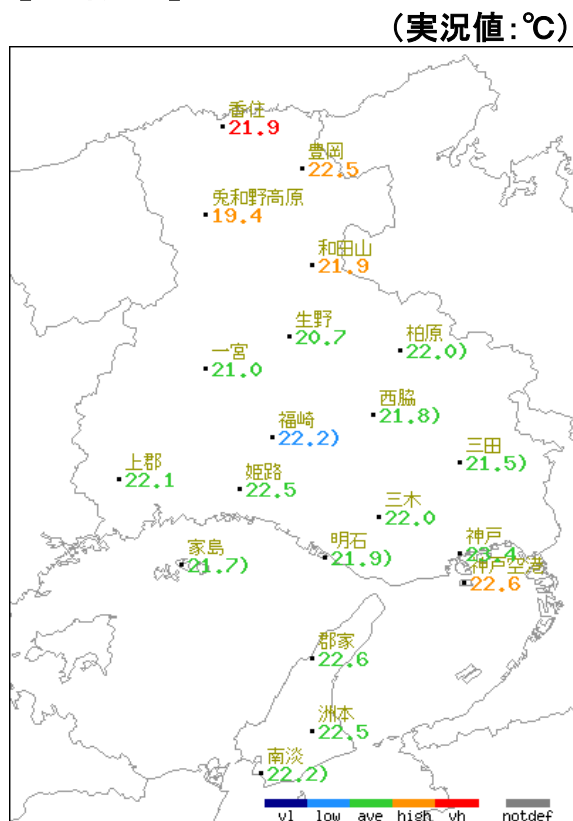 (実況値:℃)
香住
21.9
豊岡
22.5
兎和野高原
19.4
和田山
21.9
生野
20.7
柏原
22.0)
一宮
21.0
西脇
21.8)
福崎
22.2)
三田
21.5)
上郡
22.1
姫路
22.5
三木
22.0
神戸
23.4
明石
21.9)
家島
21.7)
神戸空港
22.6
郡家
22.6
洲本
22.5
南淡
22.2)
vl low ave high vh notdef